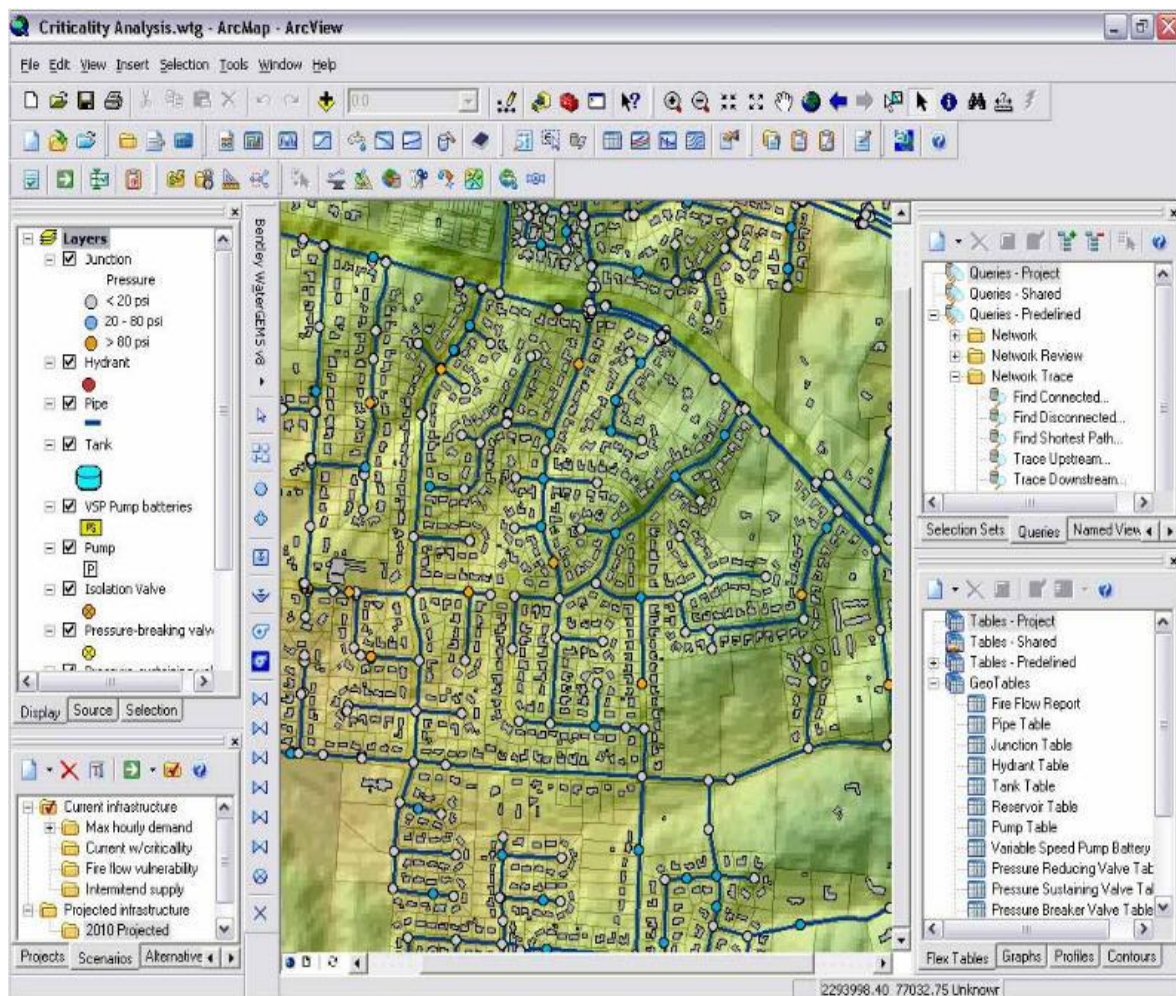 Criticality Analysis.wtg - ArcMap - ArcView
File Edit View Insert Selection Tools Window Help
0.0
Layers
Junction
Pressure
< 20 psi
20 - 80 psi
> 80 psi
Hydrant
Pipe
Tank
VSP Pump batteries
PS
Pump
P
Isolation Valve
Pressure-breaking valv
Display Source Selection
Current infrastructure
Max hourly demand
Current w/criticallity
Fire flow vulnerability
Intermitend supply
Projected infrastructure
2010 Projected
Projects Scenarios Alternative
Bentley WaterGEMS v8
Queries - Project
Queries - Shared
Queries - Predefined
Network
Network Review
Network Trace
Find Connected...
Find Disconnected...
Find Shortest Path...
Trace Upstream...
Trace Downstream...
Selection Sets Queries Named View
Tables - Project
Tables - Shared
Tables - Predefined
GeoTables
Fire Flow Report
Pipe Table
Junction Table
Hydrant Table
Tank Table
Reservoir Table
Pump Table
Variable Speed Pump Battery
Pressure Reducing Valve Tab
Pressure Sustaining Valve Tal
Pressure Breaker Valve Table
Flex Tables Graphs Profiles Contours
2293998.40 77032.75 Unknowr